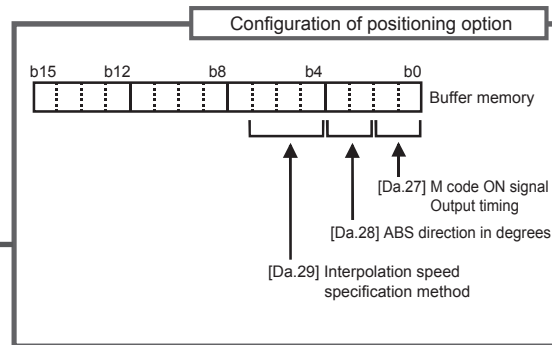 Configuration of positioning option
b15 b12 b8 b4 b0
Buffer memory
[Da.27] M code ON signal
Output timing
[Da.28] ABS direction in degrees
[Da.29] Interpolation speed
specification method